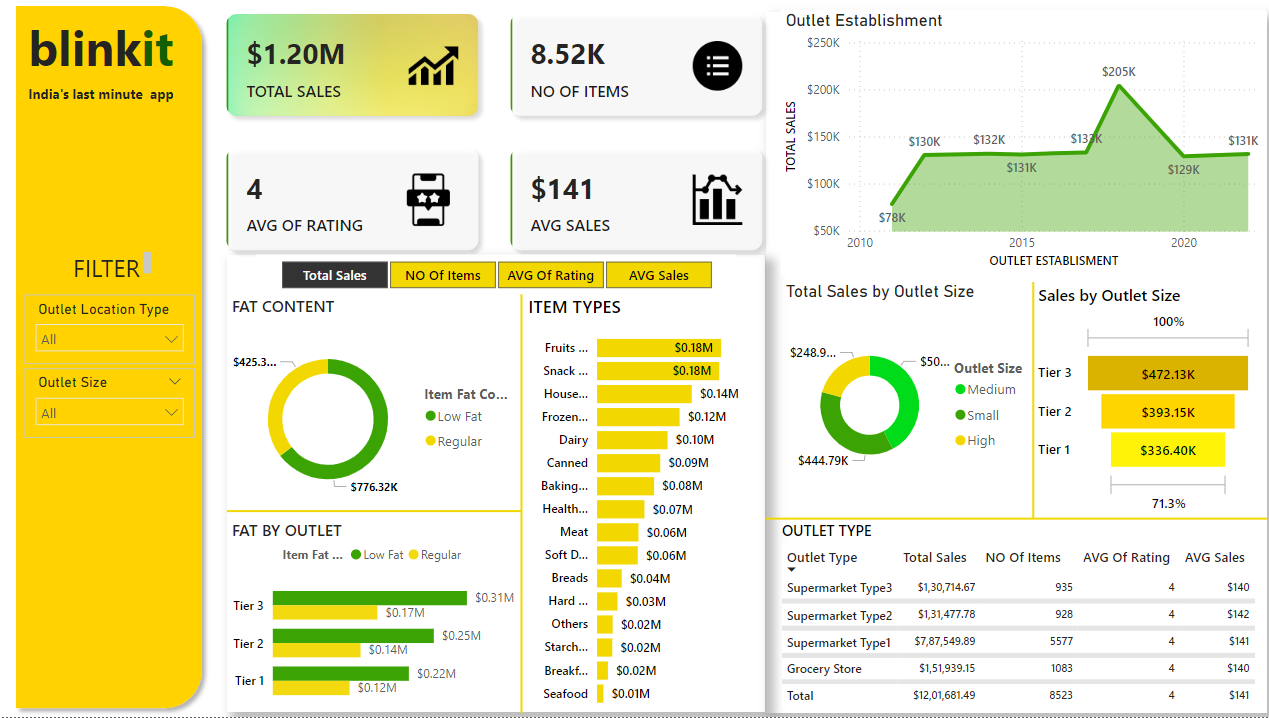 blinkit
India's last minute app
FILTER
Outlet Location Type
All
Outlet Size
All
$1.20M
TOTAL SALES
8.52K
NO OF ITEMS
4
AVG OF RATING
$141
AVG SALES
Total Sales
NO Of Items
AVG Of Rating
AVG Sales
FAT CONTENT
$425.3...
$776.32K
Item Fat Co...
Low Fat
Regular
FAT BY OUTLET
Item Fat ... Low Fat Regular
Tier 3 $0.31M
$0.17M
Tier 2 $0.25M
$0.14M
Tier 1 $0.22M
$0.12M
ITEM TYPES
Fruits ... $0.18M
Snack ... $0.18M
House... $0.14M
Frozen... $0.12M
Dairy $0.10M
Canned $0.09M
Baking... $0.08M
Health... $0.07M
Meat $0.06M
Soft D... $0.06M
Breads $0.04M
Hard ... $0.03M
Others $0.02M
Starch... $0.02M
Breakf... $0.02M
Seafood $0.01M
Outlet Establishment
TOTAL SALES
$250K
$200K
$150K
$100K
$50K
$78K
$130K
$132K
$131K
$133K
$205K
$129K
$131K
2010 2015 2020
OUTLET ESTABLISMENT
Total Sales by Outlet Size
$248.9...
$50...
$444.79K
Outlet Size
Medium
Small
High
Sales by Outlet Size
100%
Tier 3 $472.13K
Tier 2 $393.15K
Tier 1 $336.40K
71.3%
OUTLET TYPE
Outlet Type Total Sales NO Of Items AVG Of Rating AVG Sales
Supermarket Type3 $1,30,714.67 935 4 $140
Supermarket Type2 $1,31,477.78 928 4 $142
Supermarket Type1 $7,87,549.89 5577 4 $141
Grocery Store $1,51,939.15 1083 4 $140
Total $12,01,681.49 8523 4 $141